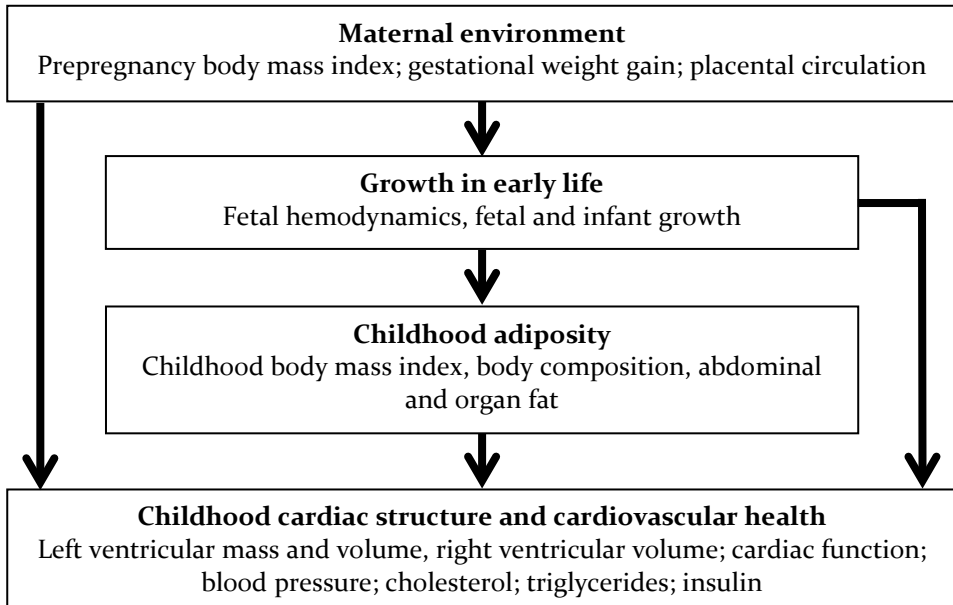 Maternal environment
Prepregnancy body mass index; gestational weight gain; placental circulation
Growth in early life
Fetal hemodynamics, fetal and infant growth
Childhood adiposity
Childhood body mass index, body composition, abdominal
and organ fat
Childhood cardiac structure and cardiovascular health
Left ventricular mass and volume, right ventricular volume; cardiac function;
blood pressure; cholesterol; triglycerides; insulin